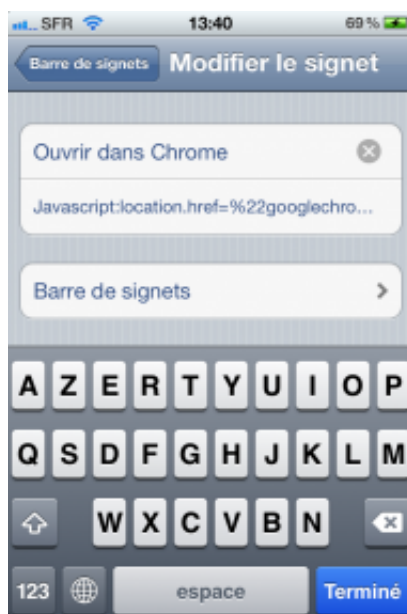 SFR 13:40 69 %
Barre de signets Modifier le signet
Ouvrir dans Chrome
Javascript:location.href=%22googlechro...
Barre de signets
A Z E R T Y U I O P
Q S D F G H J K L M
W X C V B N
123 espace Terminé